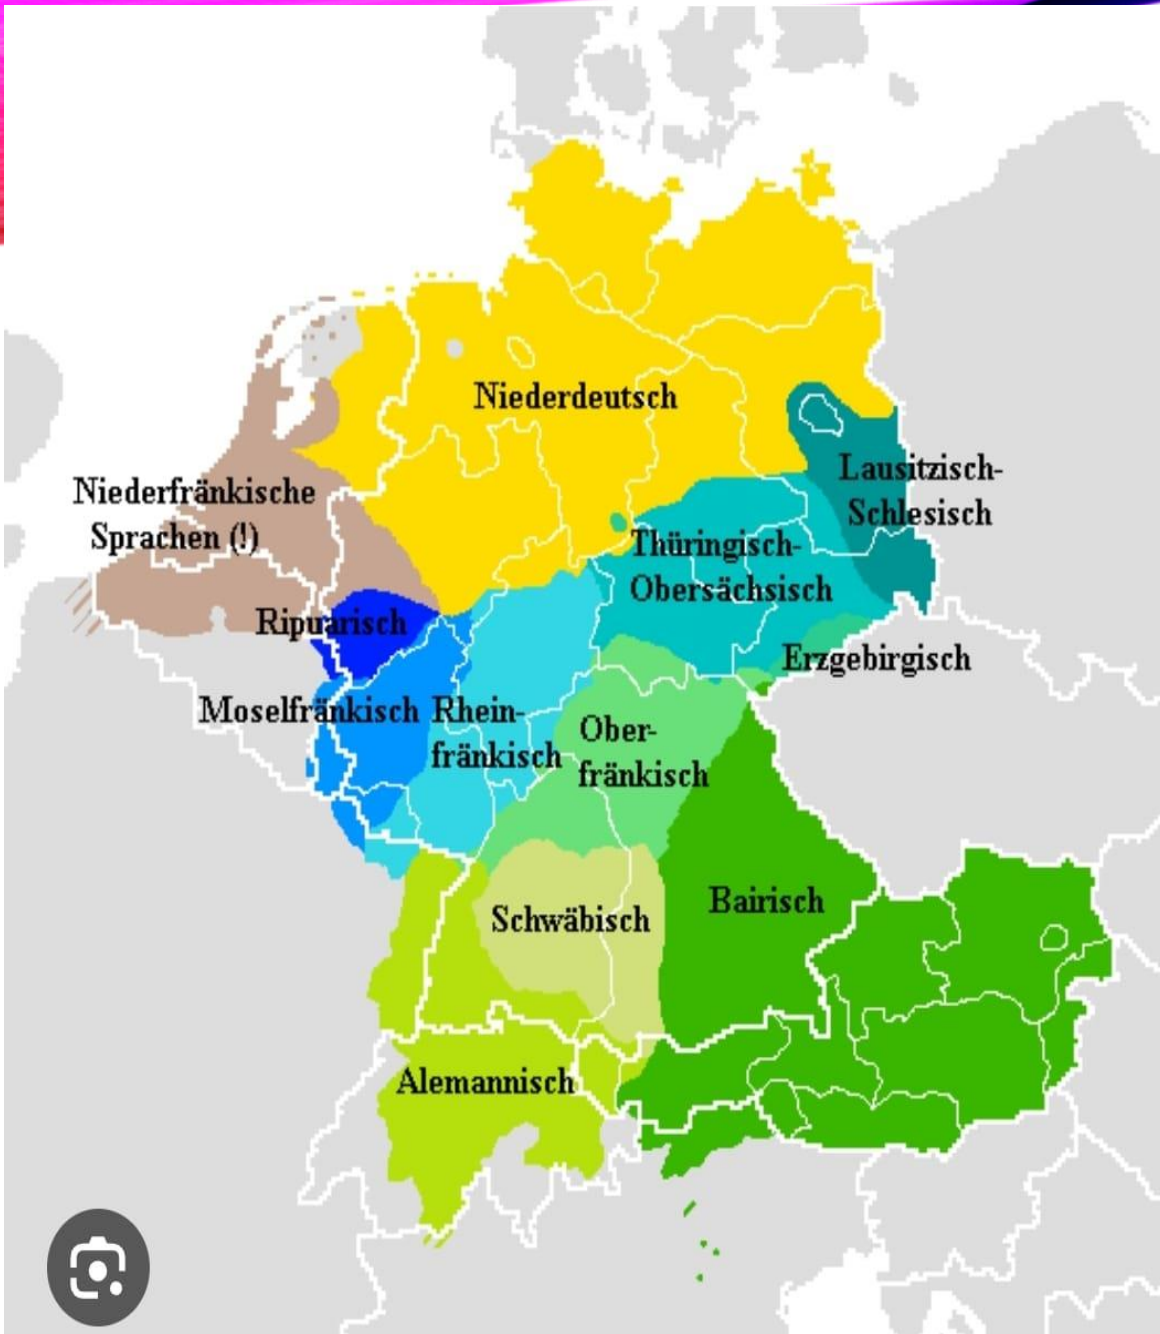 Niederdeutsch
Lausitzisch-
Schlesisch
Niederfränkische
Sprachen (!)
Thüringisch-
Obersächsisch
Ripuarisch
Erzgebirgisch
Moselfränkisch
Rhein-
fränkisch
Ober-
fränkisch
Schwäbisch
Bairisch
Alemannisch